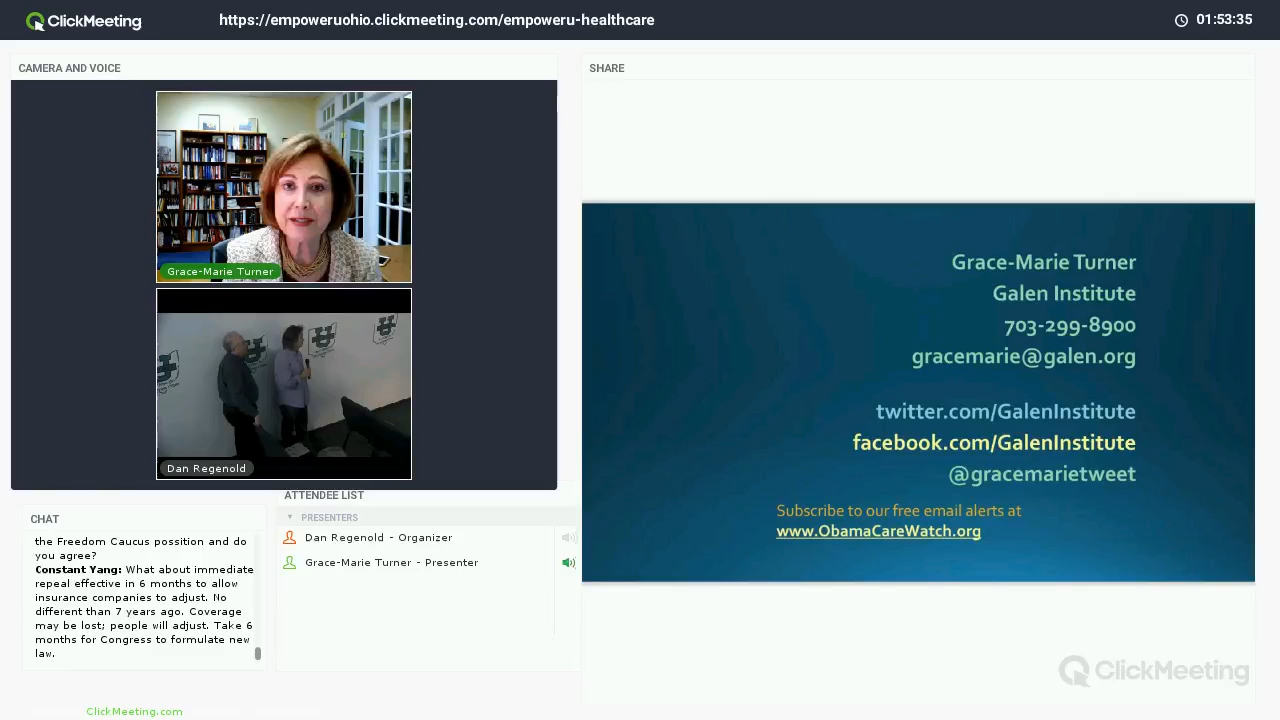 ClickMeeting
https://empoweruohio.clickmeeting.com/empoweru-healthcare
01:53:35
CAMERA AND VOICE
Grace-Marie Turner
Dan Regenold
CHAT
the Freedom Caucus possition and do
you agree?
Constant Yang: What about immediate
repeal effective in 6 months to allow
insurance companies to adjust. No
different than 7 years ago. Coverage
may be lost; people will adjust. Take 6
months for Congress to formulate new
law.
ATTENDEE LIST
PRESENTERS
Dan Regenold - Organizer
Grace-Marie Turner - Presenter
SHARE
Grace-Marie Turner
Galen Institute
703-299-8900
gracemarie@galen.org
twitter.com/GalenInstitute
facebook.com/GalenInstitute
@gracemarietweet
Subscribe to our free email alerts at
www.ObamaCareWatch.org
ClickMeeting
ClickMeeting.com